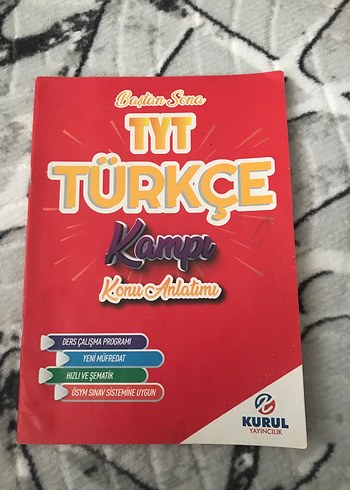 Baştan Sona
TYT
TÜRKÇE
Kampı
Konu Anlatımı
DERS ÇALIŞMA PROGRAMI
YENİ MÜFREDAT
HIZLI VE ŞEMATİK
ÖSYM SINAV SİSTEMİNE UYGUN
KURUL
YAYINCILIK